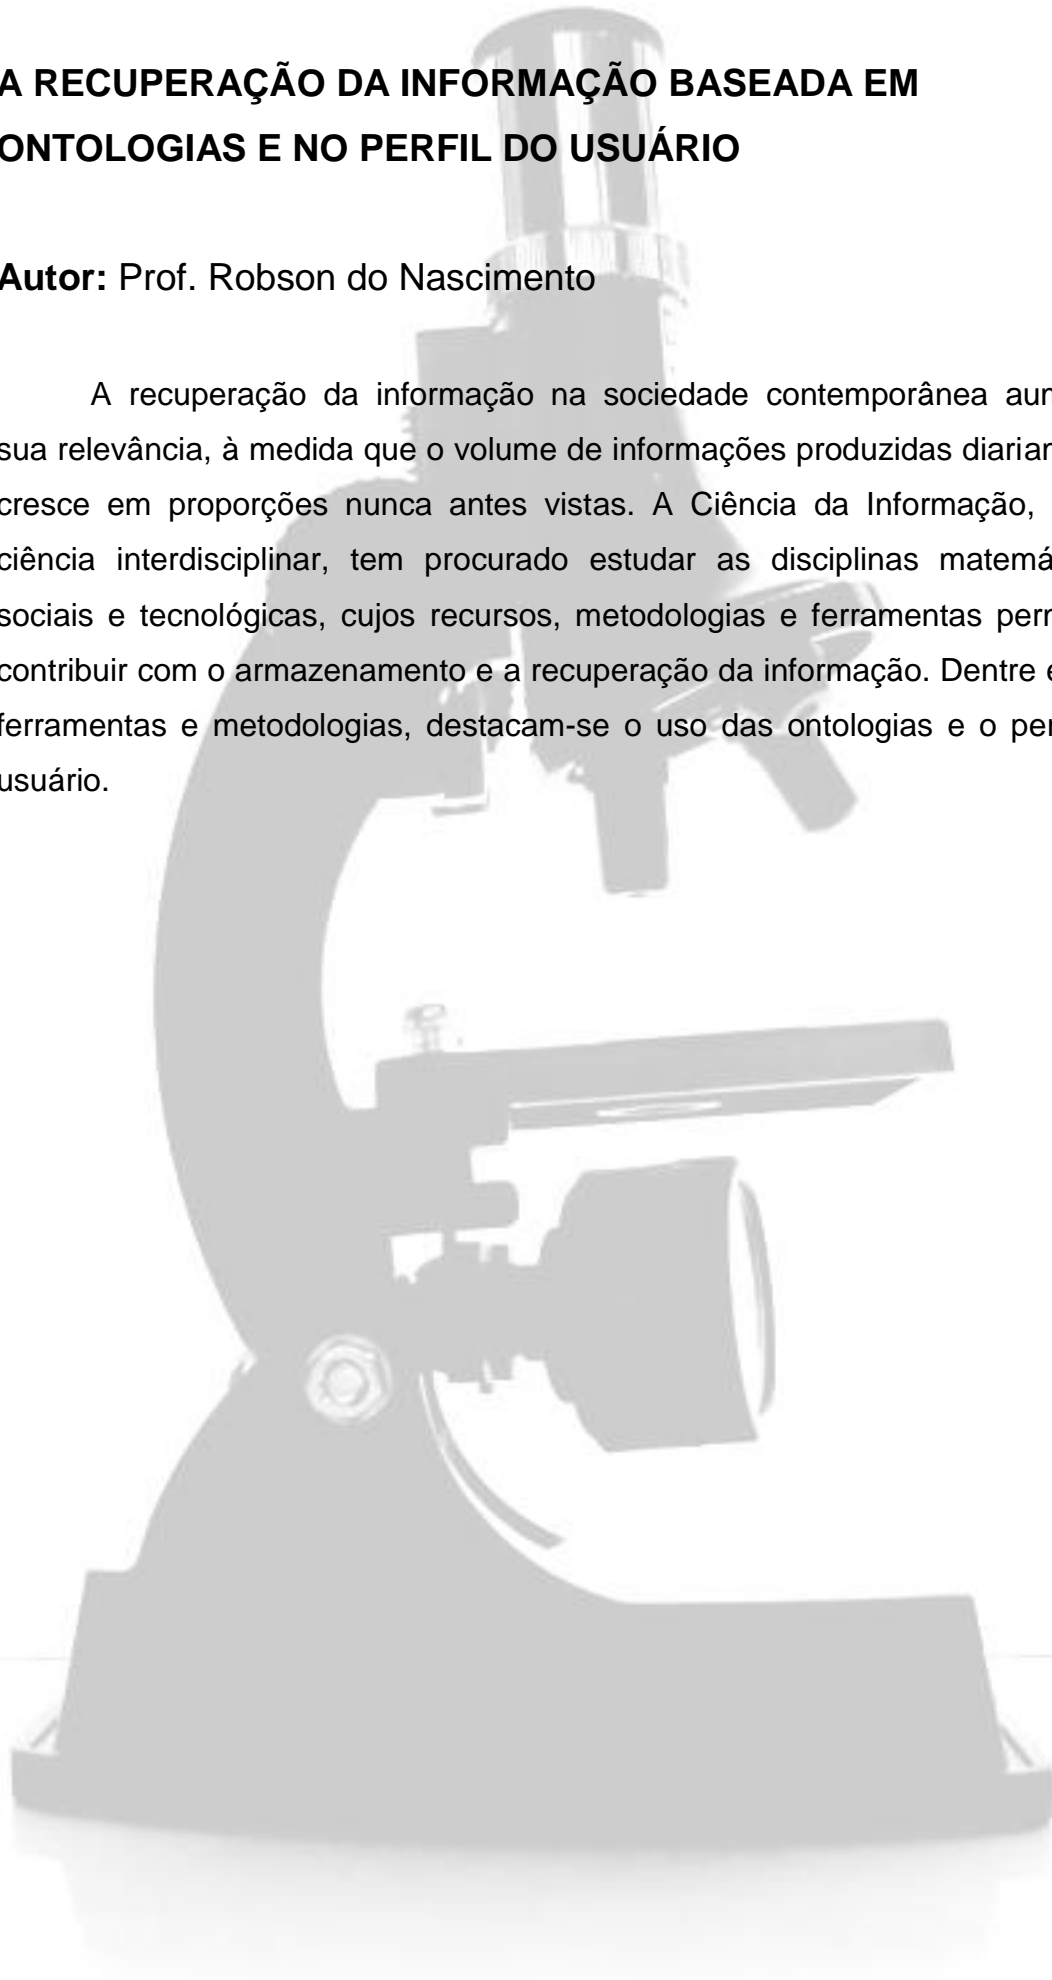 A RECUPERAÇÃO DA INFORMAÇÃO BASEADA EM
ONTOLOGIAS E NO PERFIL DO USUÁRIO
Autor: Prof. Robson do Nascimento
A recuperação da informação na sociedade contemporânea
sua relevância, à medida que o volume de informações produzidas
cresce em proporções nunca antes vistas. A Ciência da Informação,
ciência interdisciplinar, tem procurado estudar as disciplinas
sociais e tecnológicas, cujos recursos, metodologias e ferramentas
contribuir com o armazenamento e a recuperação da informação. Dentre
ferramentas e metodologias, destacam-se o uso das ontologias e o
usuário.